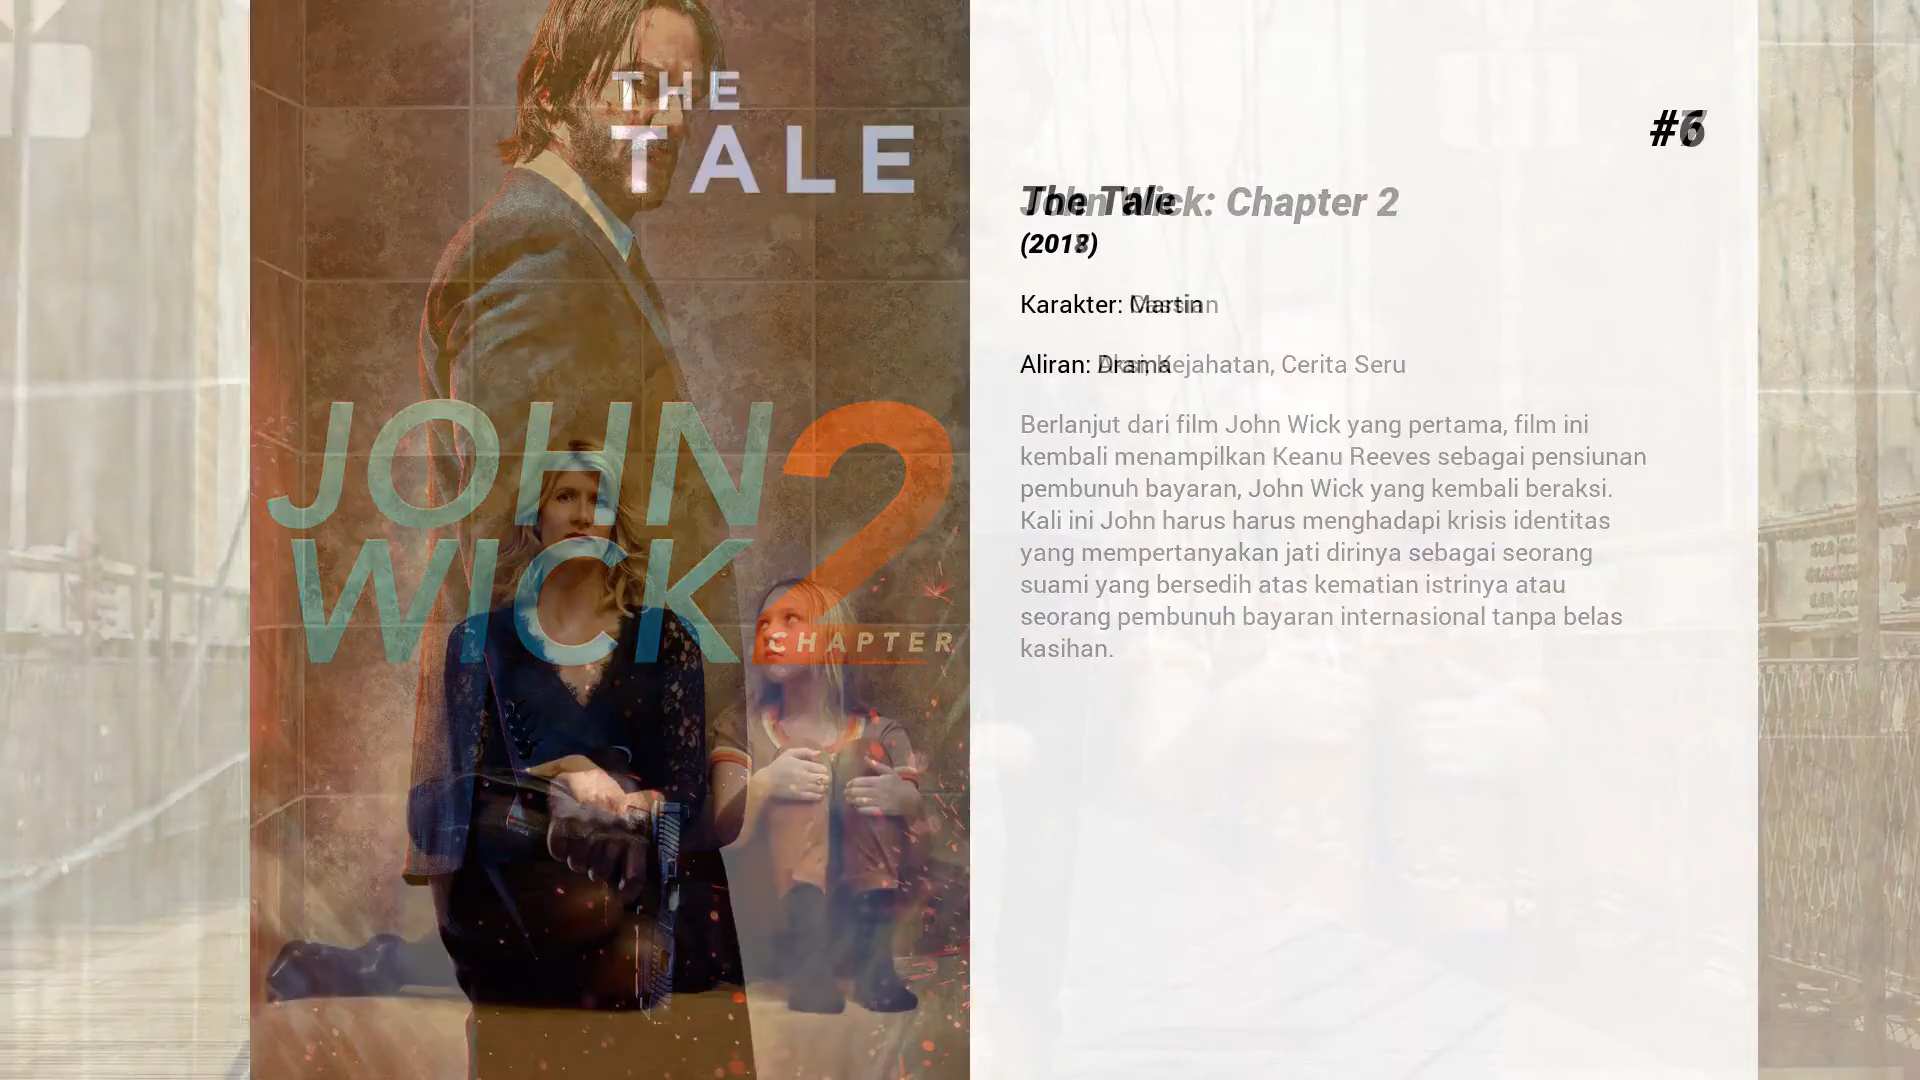 THE
TALE
JOHN
WICK 2
CHAPTER
#6
The Tale
John Wick: Chapter 2
(2018)
Karakter: Martin
Aliran: Drama
Aksi, Kejahatan, Cerita Seru
Berlanjut dari film John Wick yang pertama, film ini
kembali menampilkan Keanu Reeves sebagai pensiunan
pembunuh bayaran, John Wick yang kembali beraksi.
Kali ini John harus harus menghadapi krisis identitas
yang mempertanyakan jati dirinya sebagai seorang
suami yang bersedih atas kematian istrinya atau
seorang pembunuh bayaran internasional tanpa belas
kasihan.